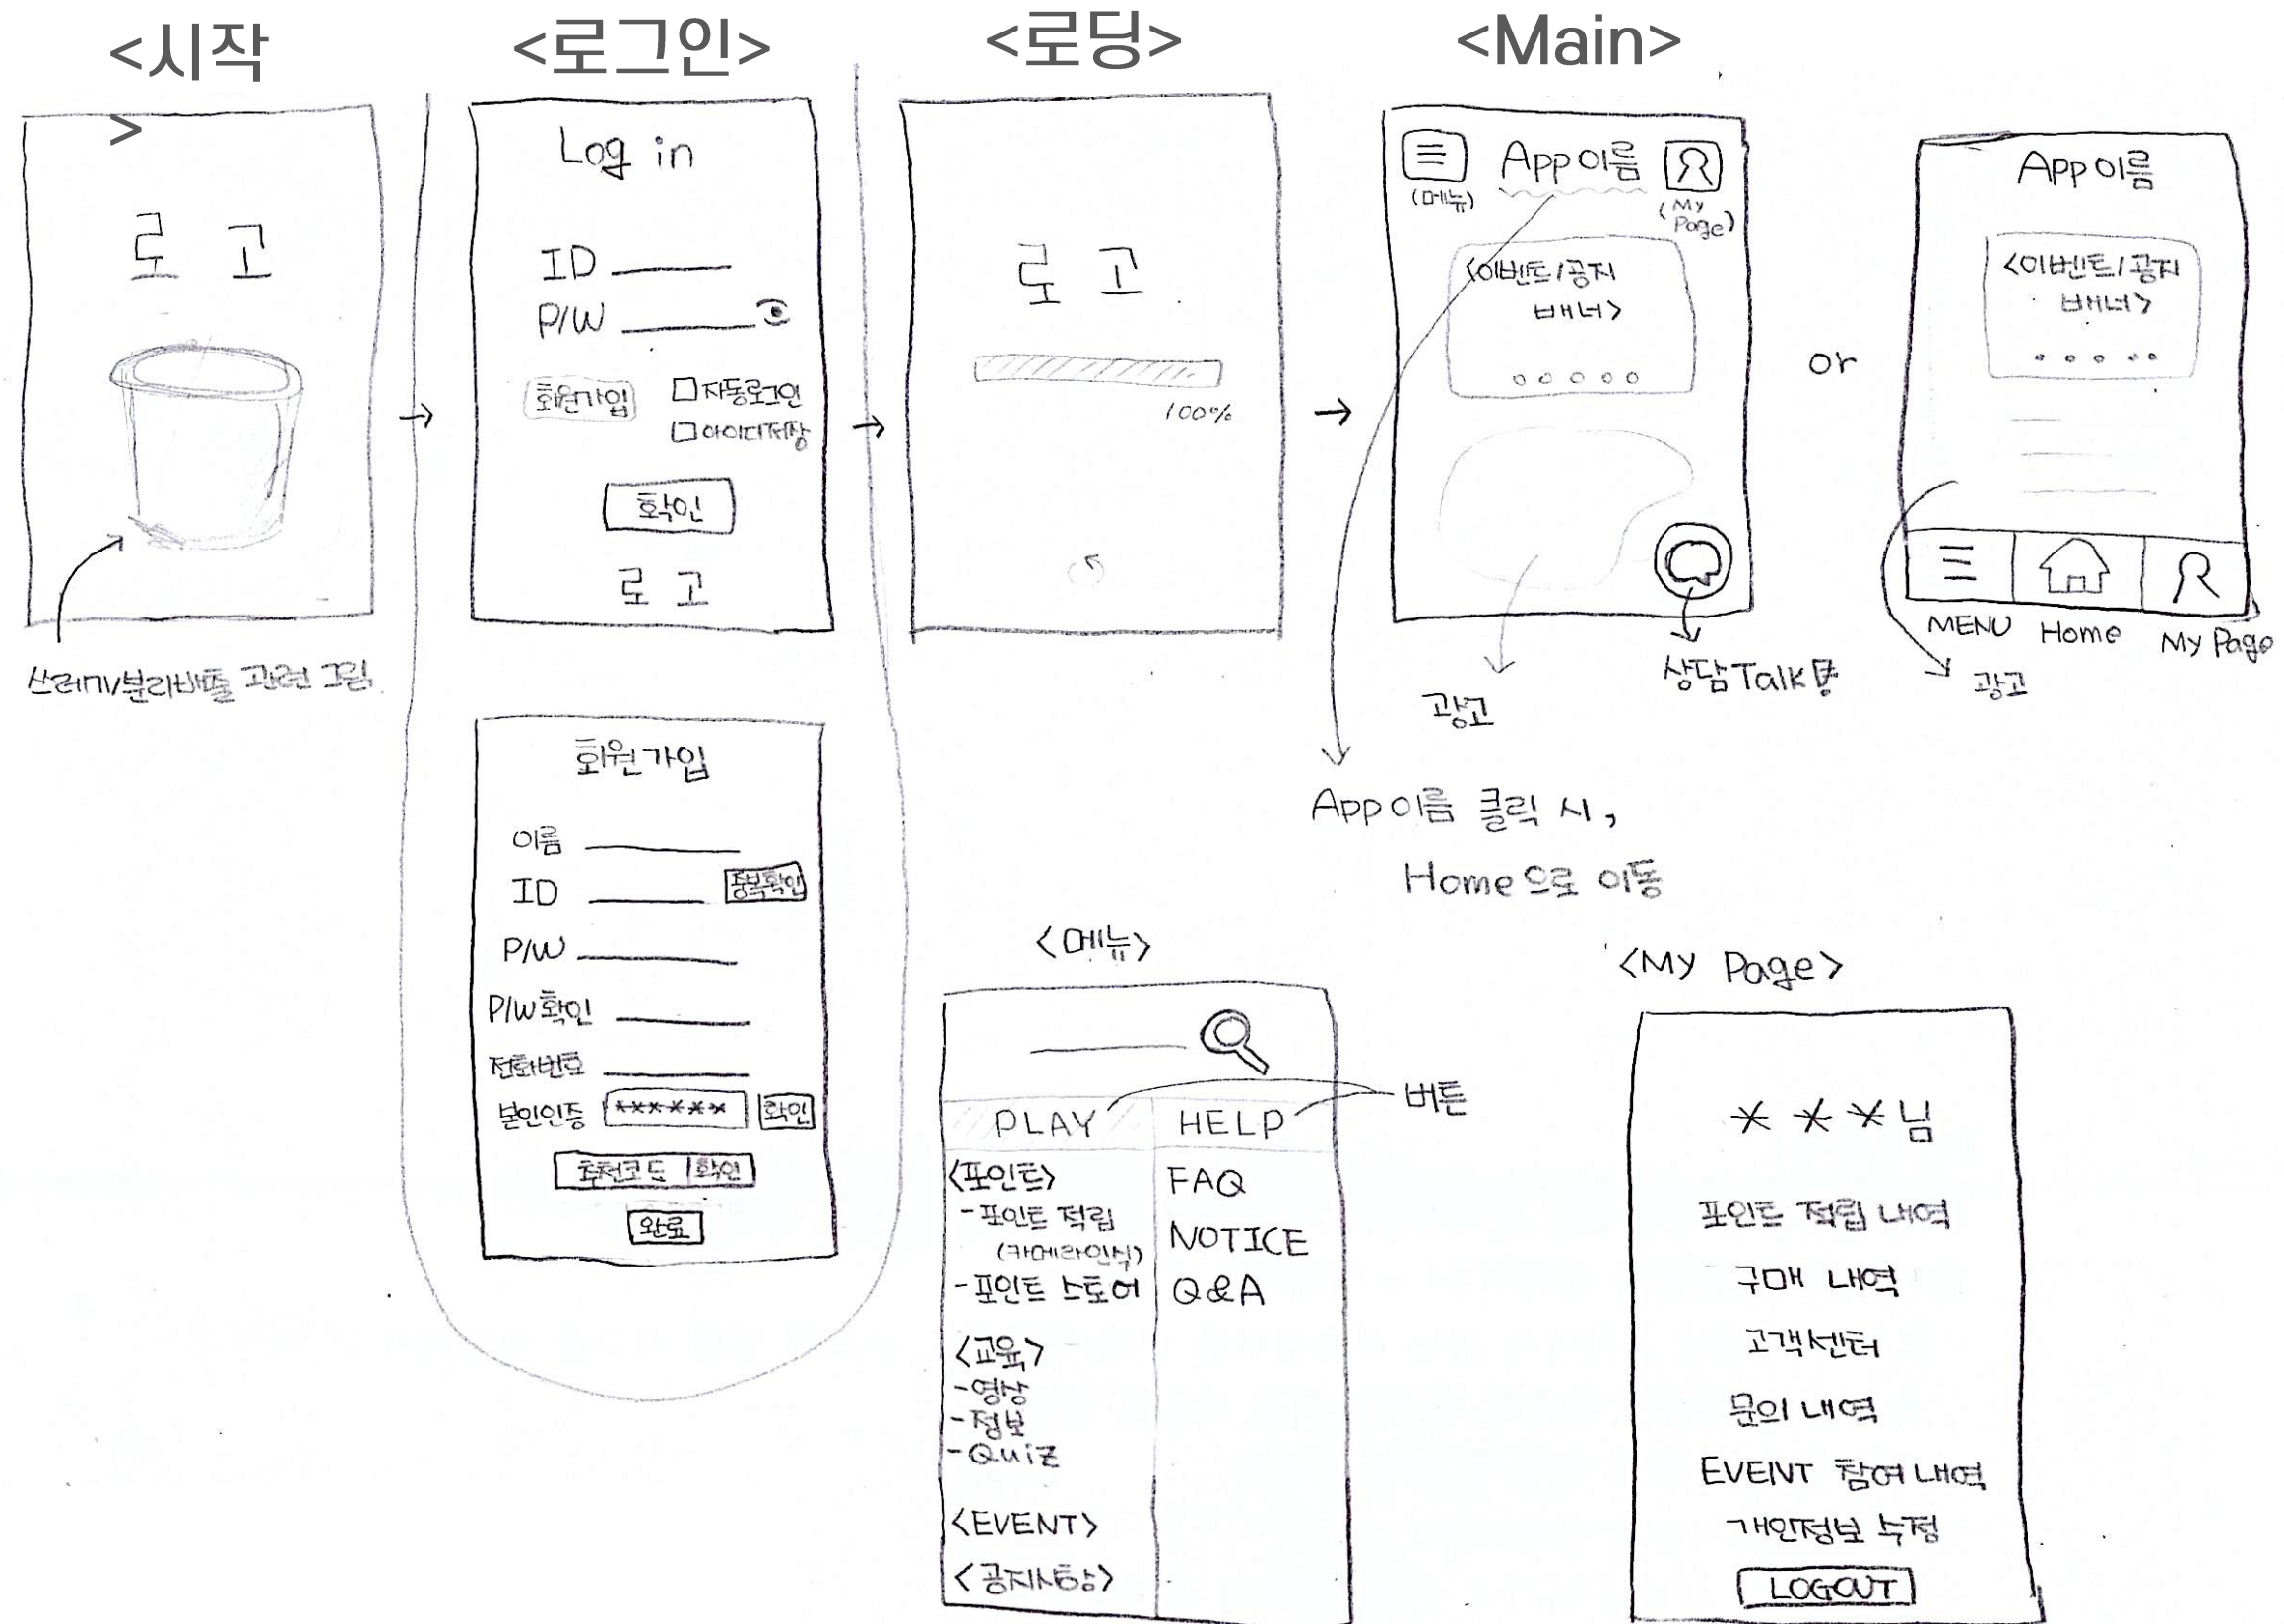 <시작
>
로고
쓰레기/분리배출 관련 그림
<로그인>
Log in
ID
P/W
회원가입
자동로그인
아이디저장
확인
로고
회원가입
이름
ID
중복확인
P/W
P/W확인
전화번호
본인인증
******
확인
추천코드
확인
완료
<로딩>
로고
100%
<Main>
App이름
(메뉴)
(My
Page)
<이벤트/공지
배너>
광고
상담Talk
App이름 클릭 시,
Home으로 이동
or
App이름
<이벤트/공지
배너>
MENU
Home
My Page
광고
<메뉴>
PLAY
HELP
버튼
<포인트>
-포인트 적립
(카메라인식)
-포인트 스토어
<교육>
-영상
-정보
-Quiz
<EVENT>
<공지사항>
FAQ
NOTICE
Q&A
<My Page>
***님
포인트 적립 내역
구매 내역
고객센터
문의 내역
EVENT 참여 내역
개인정보 수정
LOGOUT